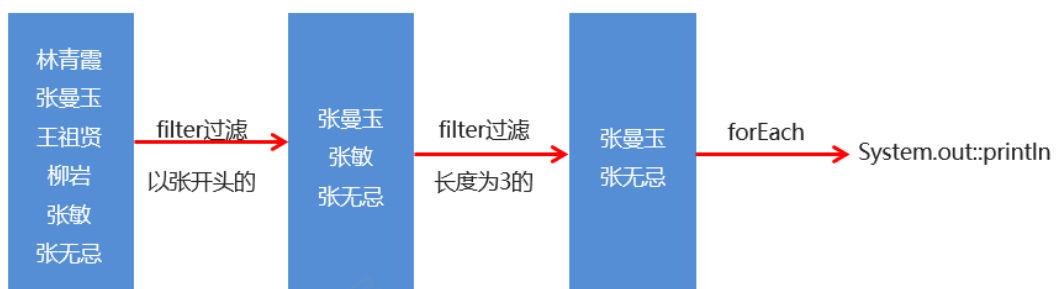 林青霞
张曼玉
王祖贤
柳岩
张敏
张无忌
filter过滤
以张开头的
张曼玉
张敏
张无忌
filter过滤
长度为3的
张曼玉
张无忌
forEach
System.out::println